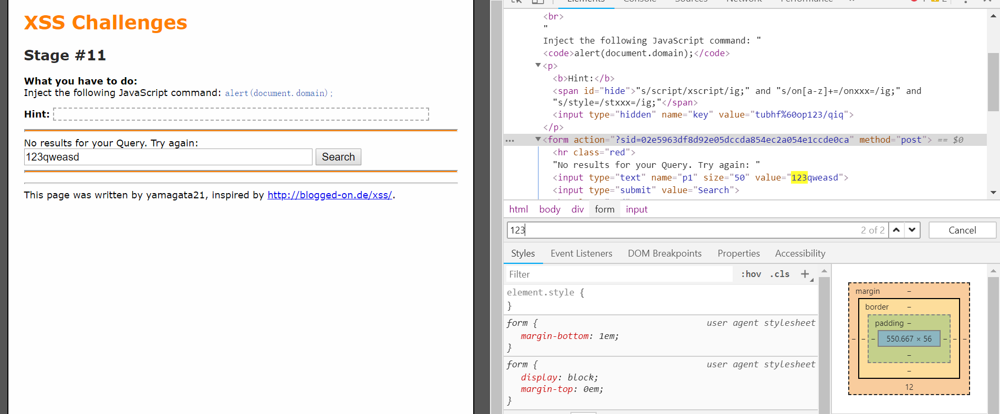 XSS Challenges
Stage #11
What you have to do:
Inject the following JavaScript command: alert(document.domain);
Hint:
No results for your Query. Try again:
123qweasd Search
This page was written by yamagata21, inspired by http://blogged-on.de/xss/.
Elements Console Sources Network Performance
<br>
"
Inject the following JavaScript command: "
<code>alert(document.domain);</code>
<p>
<b>Hint:</b>
<span id="hide">"s/script/xscript/ig;" and "s/on[a-z]+=/onxxx=/ig;" and
"s/style=/stxxx=/ig;"</span>
<input type="hidden" name="key" value="tubhf%60op123/qiq">
</p>
<form action="?sid=02e5963df8d92e05dccda854ec2a054e1ccde0ca" method="post"> == $0
<hr class="red">
"No results for your Query. Try again: "
<input type="text" name="p1" size="50" value="123qweasd">
<input type="submit" value="Search">
html body div form input
123 2 of 2 Cancel
Styles Event Listeners DOM Breakpoints Properties Accessibility
Filter :hov .cls +
element.style {
}
form { user agent stylesheet
margin-bottom: 1em;
}
form { user agent stylesheet
display: block;
margin-top: 0em;
}
margin –
border –
padding –
– – – 550.667 × 56 – – –
–
–
12